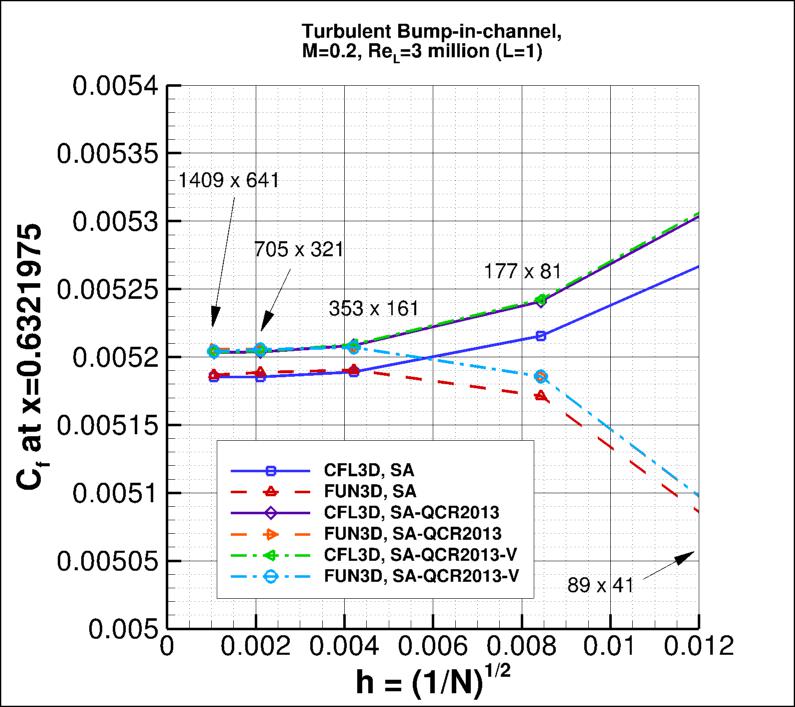 Turbulent Bump-in-channel,
M=0.2, Re_L=3 million (L=1)
0.0054
0.00535
0.0053
0.00525
0.0052
0.00515
0.0051
0.00505
0.005
C_f at x=0.6321975
1409 x 641
705 x 321
353 x 161
177 x 81
89 x 41
CFL3D, SA
FUN3D, SA
CFL3D, SA-QCR2013
FUN3D, SA-QCR2013
CFL3D, SA-QCR2013-V
FUN3D, SA-QCR2013-V
0 0.002 0.004 0.006 0.008 0.01 0.012
h = (1/N)^1/2